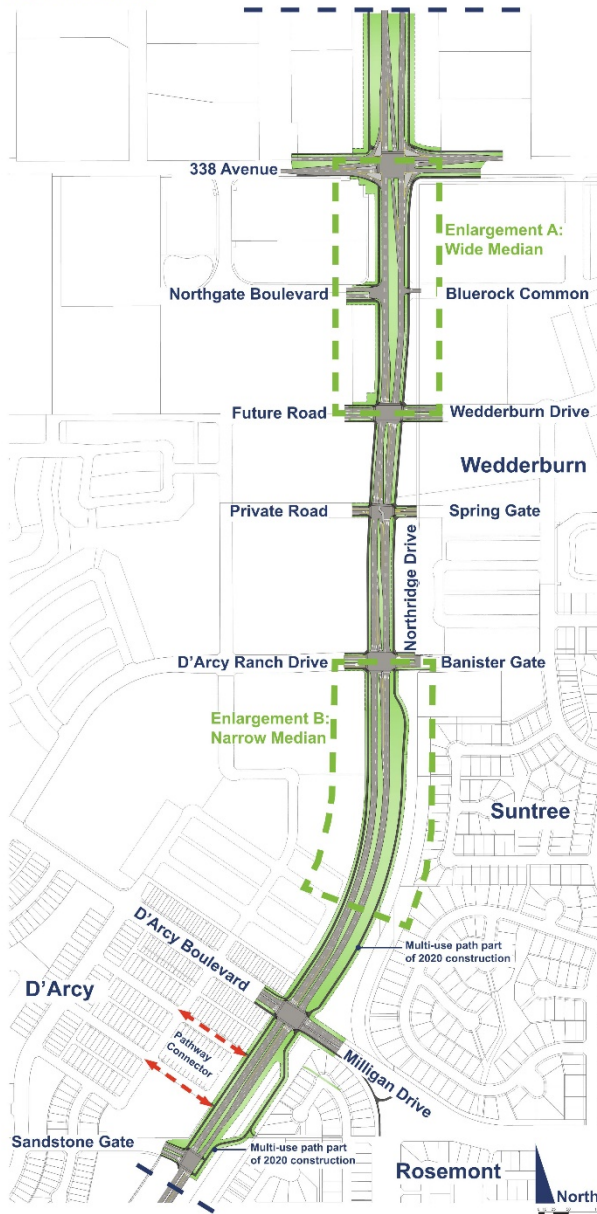 338 Avenue
Enlargement A:
Wide Median
Northgate Boulevard
Bluerock Common
Future Road
Wedderburn Drive
Wedderburn
Private Road
Spring Gate
Northridge Drive
D'Arcy Ranch Drive
Banister Gate
Enlargement B:
Narrow Median
Suntree
D'Arcy Boulevard
Multi-use path part
of 2020 construction
D'Arcy
Pathway
Connector
Milligan Drive
Sandstone Gate
Multi-use path part
of 2020 construction
Rosemont
North